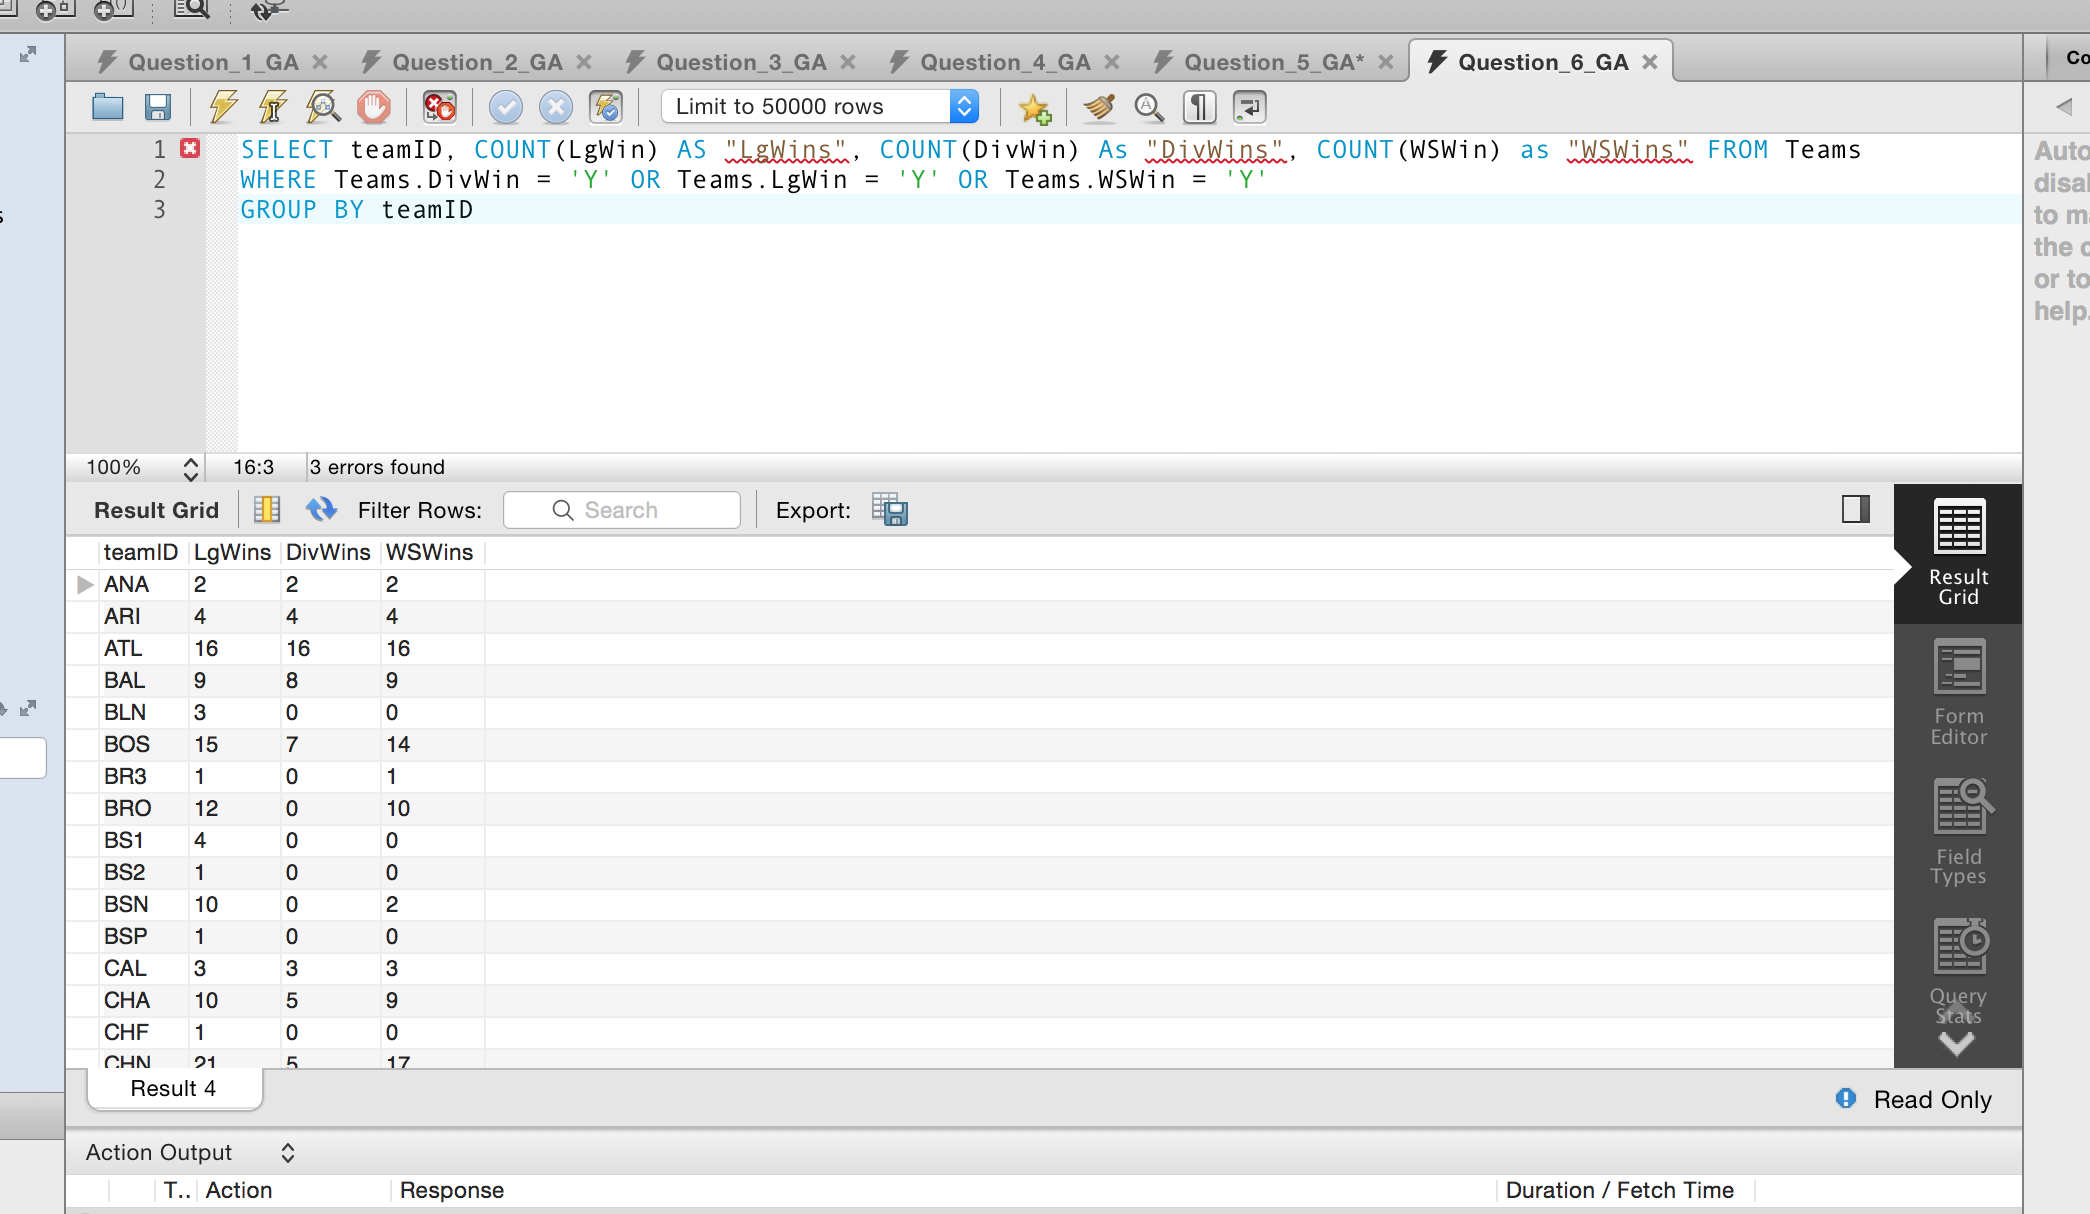 Question_1_GA Question_2_GA Question_3_GA Question_4_GA Question_5_GA* Question_6_GA
Limit to 50000 rows
1 SELECT teamID, COUNT(LgWin) AS "LgWins", COUNT(DivWin) As "DivWins", COUNT(WSWin) as "WSWins" FROM Teams
2 WHERE Teams.DivWin = 'Y' OR Teams.LgWin = 'Y' OR Teams.WSWin = 'Y'
3 GROUP BY teamID
Co
Auto
disal
to ma
the c
or to
help.
100% 16:3 3 errors found
Result Grid Filter Rows: Search Export:
teamID LgWins DivWins WSWins
ANA 2 2 2
ARI 4 4 4
ATL 16 16 16
BAL 9 8 9
BLN 3 0 0
BOS 15 7 14
BR3 1 0 1
BRO 12 0 10
BS1 4 0 0
BS2 1 0 0
BSN 10 0 2
BSP 1 0 0
CAL 3 3 3
CHA 10 5 9
CHF 1 0 0
CHN 21 5 17
Result
Grid
Form
Editor
Field
Types
Query
Stats
Result 4
Read Only
Action Output
T.. Action Response Duration / Fetch Time